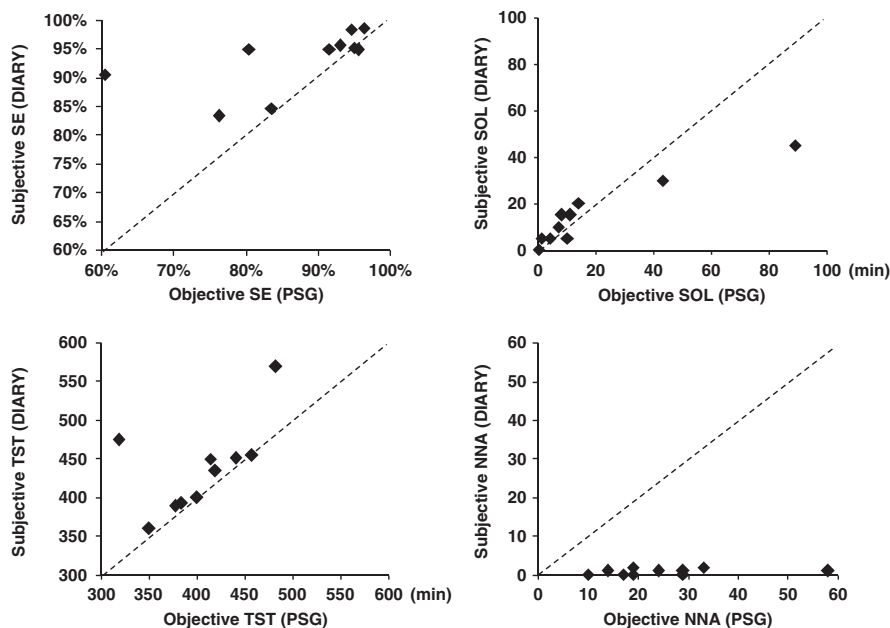 Subjective SE (DIARY)
100%
95%
90%
85%
80%
75%
70%
65%
60%
60% 70% 80% 90% 100%
Objective SE (PSG)
Subjective SOL (DIARY)
100
80
60
40
20
0
0 20 40 60 80 100 (min)
Objective SOL (PSG)
Subjective TST (DIARY)
600
550
500
450
400
350
300
300 350 400 450 500 550 600 (min)
Objective TST (PSG)
Subjective NNA (DIARY)
60
50
40
30
20
10
0
0 10 20 30 40 50 60
Objective NNA (PSG)